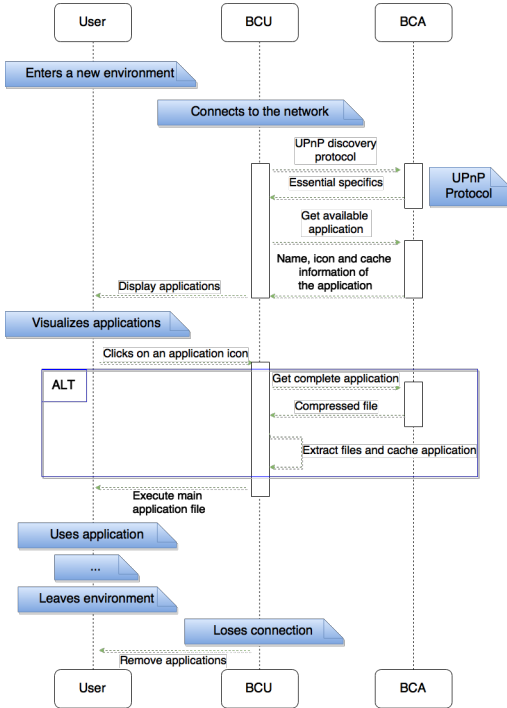 User
BCU
BCA
Enters a new environment
Connects to the network
UPnP discovery
protocol
Essential specifics
UPnP
Protocol
Get available
application
Name, icon and cache
information of
the application
Display applications
Visualizes applications
Clicks on an application icon
ALT
Get complete application
Compressed file
Extract files and cache application
Execute main
application file
Uses application
...
Leaves environment
Loses connection
Remove applications
User
BCU
BCA